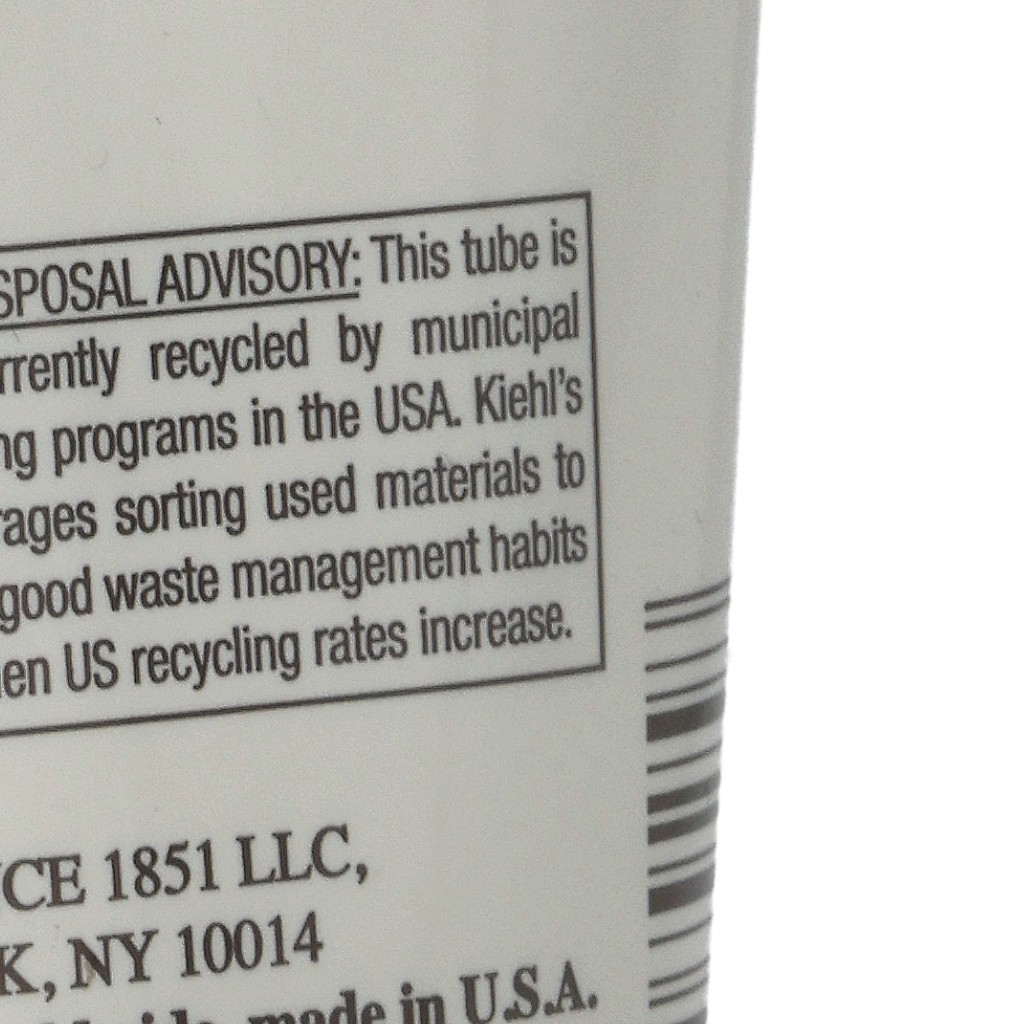 SPOSAL ADVISORY: This tube is
rrently recycled by municipal
ng programs in the USA. Kiehl's
rages sorting used materials to
good waste management habits
en US recycling rates increase.
CE 1851 LLC,
K, NY 10014
made in U.S.A.